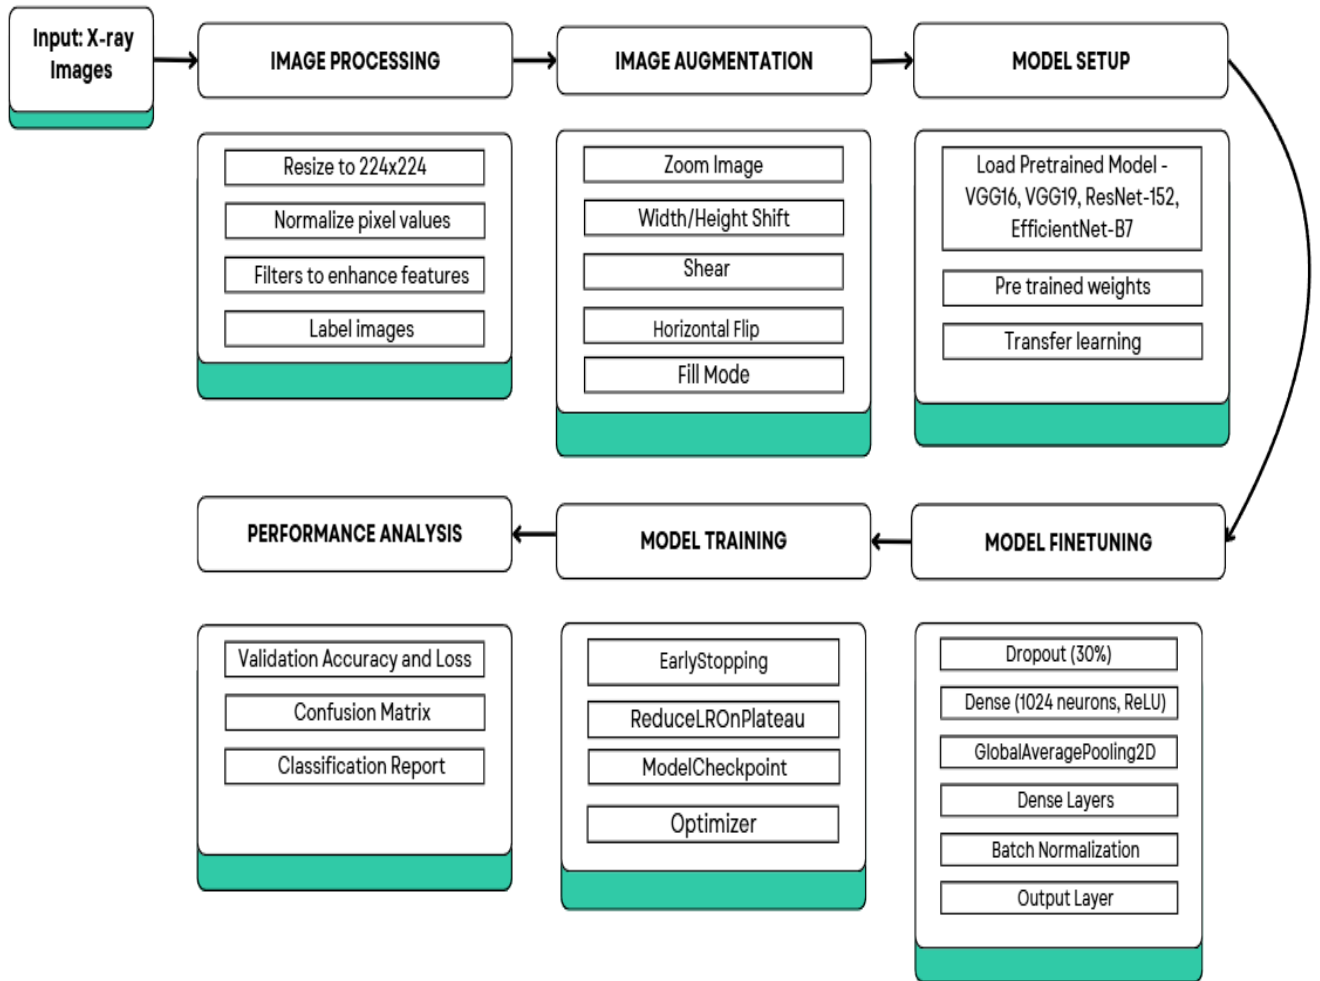 Input: X-ray
Images
IMAGE PROCESSING
IMAGE AUGMENTATION
MODEL SETUP
Resize to 224x224
Normalize pixel values
Filters to enhance features
Label images
Zoom Image
Width/Height Shift
Shear
Horizontal Flip
Fill Mode
Load Pretrained Model -
VGG16, VGG19, ResNet-152,
EfficientNet-B7
Pre trained weights
Transfer learning
PERFORMANCE ANALYSIS
MODEL TRAINING
MODEL FINETUNING
Validation Accuracy and Loss
Confusion Matrix
Classification Report
EarlyStopping
ReduceLROnPlateau
ModelCheckpoint
Optimizer
Dropout (30%)
Dense (1024 neurons, ReLU)
GlobalAveragePooling2D
Dense Layers
Batch Normalization
Output Layer